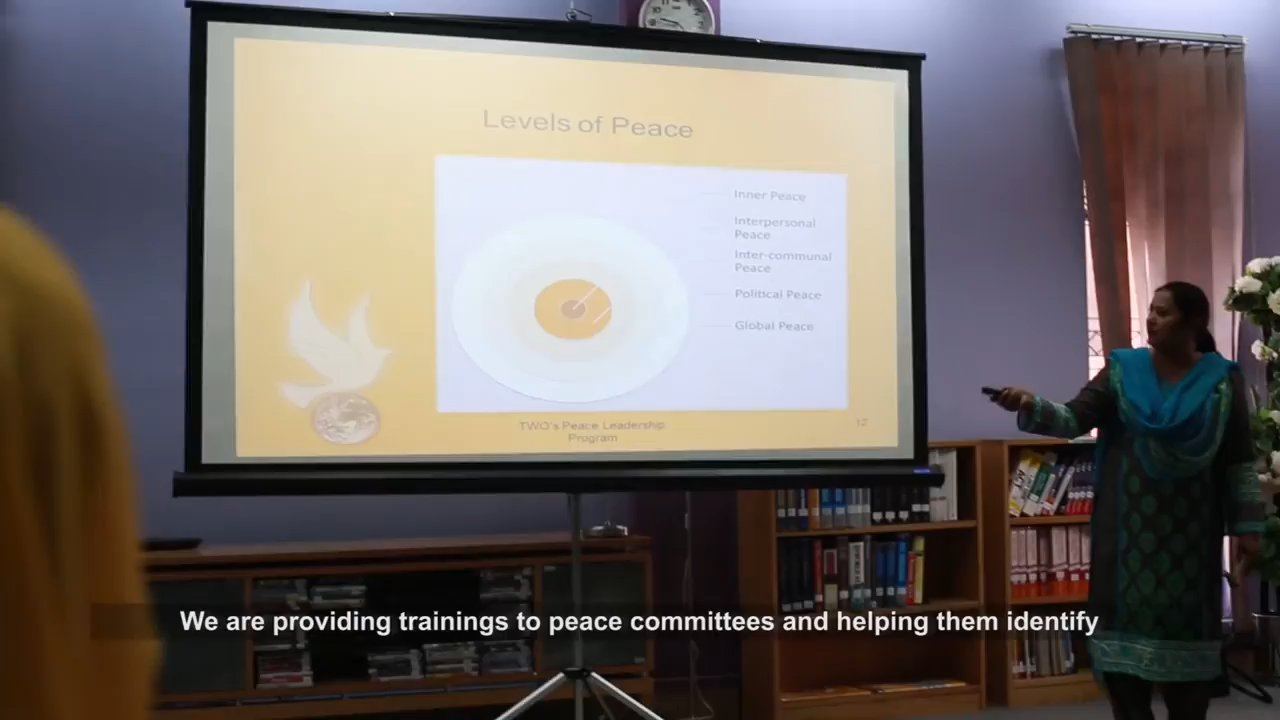 Levels of Peace
Inner Peace
Interpersonal
Peace
Inter-communal
Peace
Political Peace
Global Peace
TWO's Peace Leadership
Program
12
We are providing trainings to peace committees and helping them identify